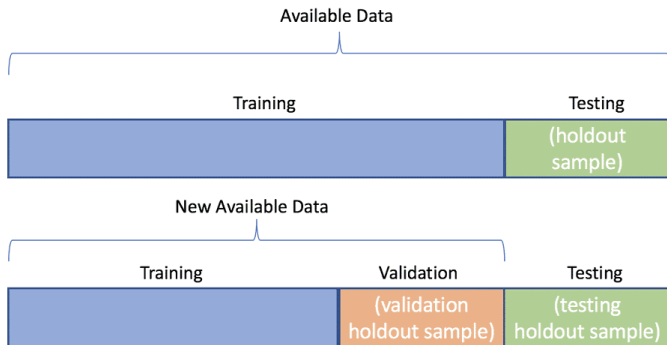 Available Data
Training Testing
(holdout
sample)
New Available Data
Training Validation Testing
(validation (testing
holdout sample) holdout sample)